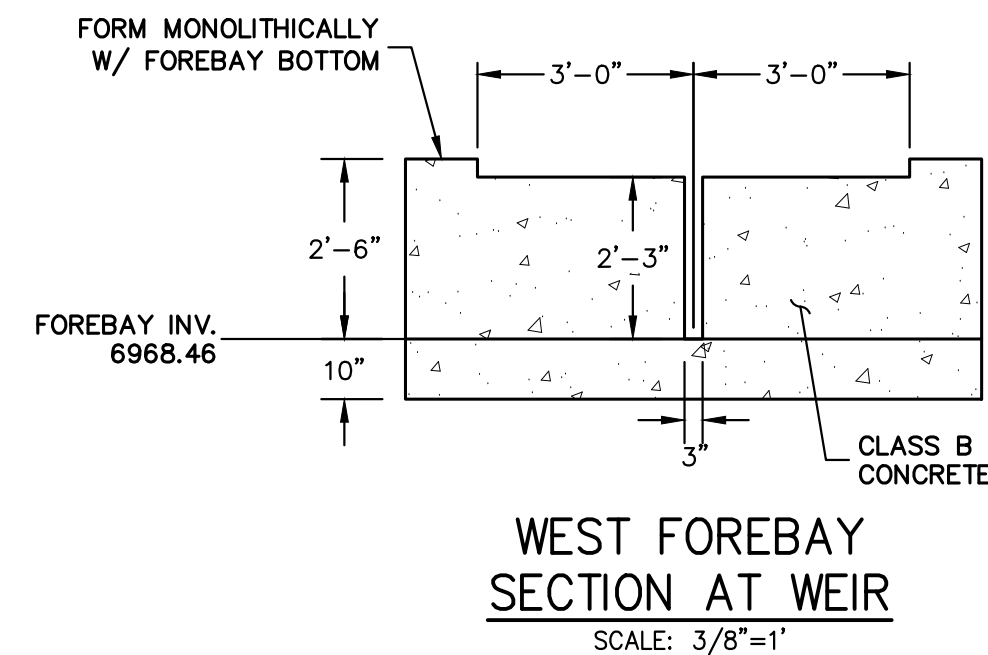 FORM MONOLITHICALLY
W/ FOREBAY BOTTOM
3'-0" 3'-0"
2'-6"
2'-3"
FOREBAY INV.
6968.46
10"
3"
CLASS B
CONCRETE
WEST FOREBAY
SECTION AT WEIR
SCALE: 3/8"=1'